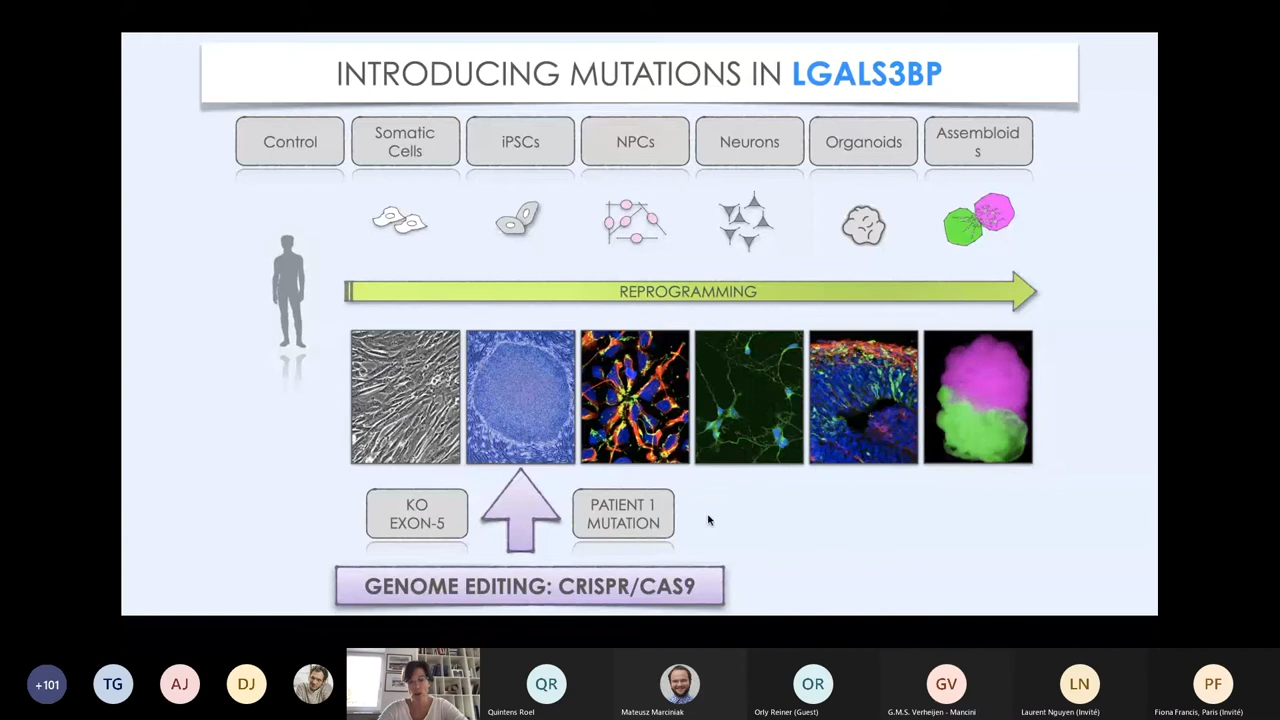 INTRODUCING MUTATIONS IN LGALS3BP
Control
Somatic
Cells
iPSCs
NPCs
Neurons
Organoids
Assembloid
s
REPROGRAMMING
KO
EXON-5
PATIENT 1
MUTATION
GENOME EDITING: CRISPR/CAS9
+101
TG
AJ
DJ
QR
OR
GV
LN
PF
Quintens Roel
Mateusz Marciniak
Orly Reiner (Guest)
G.M.S. Verheijen - Mancini
Laurent Nguyen (Invité)
Fiona Francis, Paris (Invité)